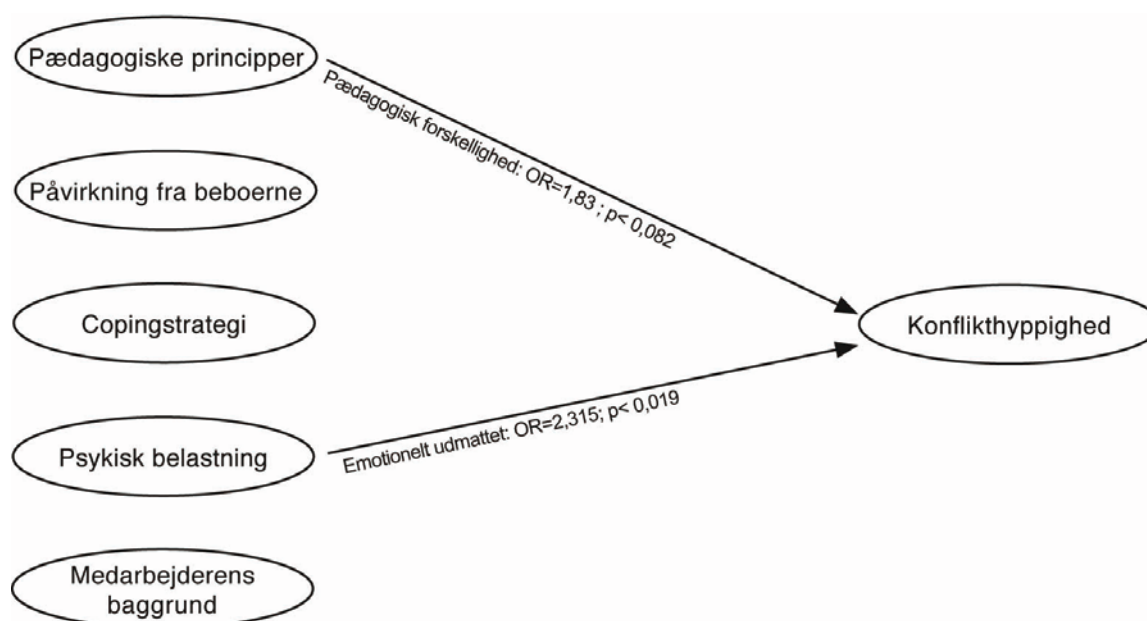 Pædagogiske principper
Pædagogisk forskellighed: OR=1,83 ; p< 0,082
Påvirkning fra beboerne
Copingstrategi
Konflikthyppighed
Emotionelt udmattet: OR=2,315; p< 0,019
Psykisk belastning
Medarbejderens
baggrund